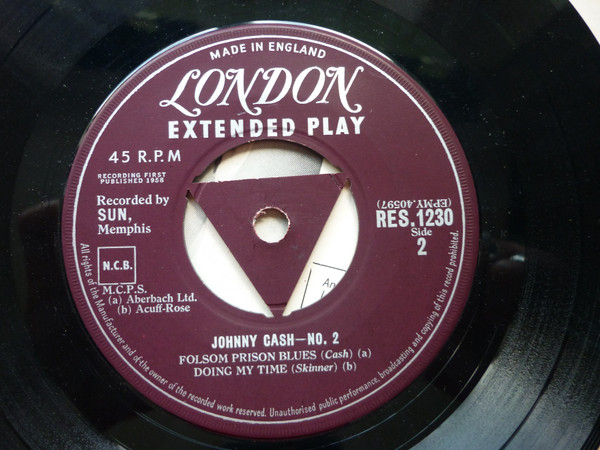 MADE IN ENGLAND
LONDON
EXTENDED PLAY
45 R.P.M
RECORDING FIRST
PUBLISHED 1958
Recorded by
SUN,
Memphis
N.C.B.
M.C.P.S.
(a) Aberbach Ltd.
(b) Acuff-Rose
(EPMY.40597)
RES.1230
Side
2
JOHNNY CASH—NO. 2
FOLSOM PRISON BLUES (Cash) (a)
DOING MY TIME (Skinner) (b)
All rights of the Manufacturer and of the owner of the recorded work reserved. Unauthorised public performance, broadcasting and copying of this record prohibited.